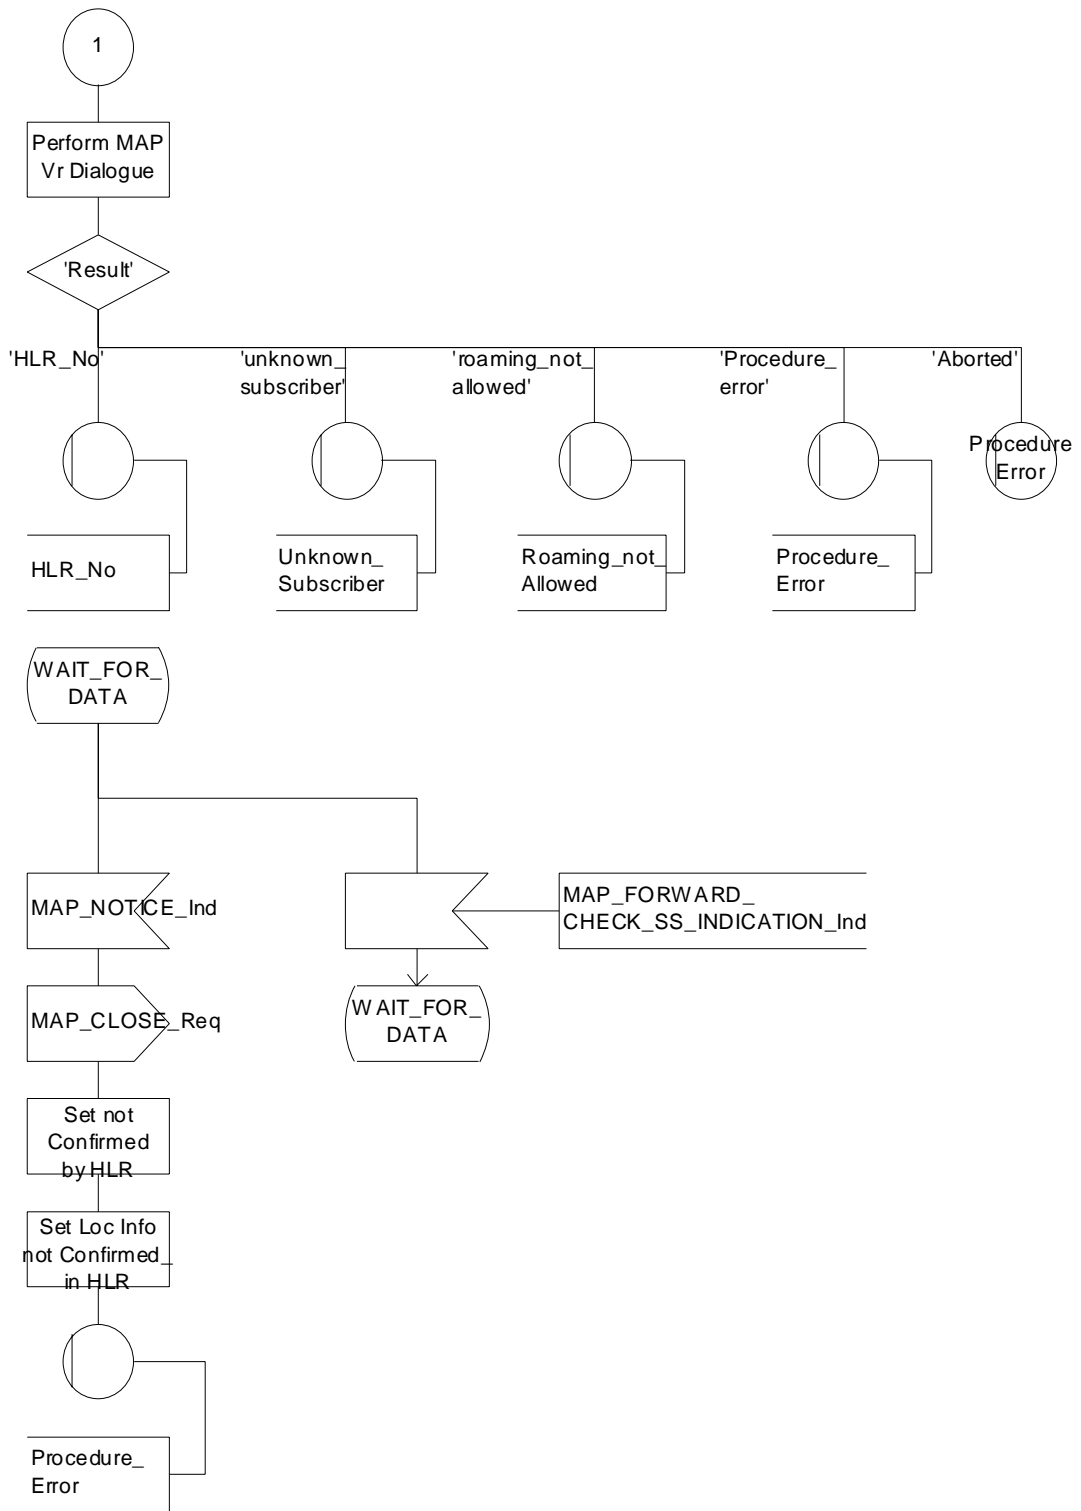 1
Perform MAP
Vr Dialogue
'Result'
'HLR_No'
'unknown_
subscriber'
'roaming_not_
allowed'
'Procedure_
error'
'Aborted'
Procedure
Error
HLR_No
Unknown_
Subscriber
Roaming_not_
Allowed
Procedure_
Error
WAIT_FOR_
DATA
MAP_NOTICE_Ind
MAP_FORWARD_
CHECK_SS_INDICATION_Ind
MAP_CLOSE_Req
WAIT_FOR_
DATA
Set not
Confirmed
by HLR
Set Loc Info
not Confirmed_
in HLR
Procedure_
Error